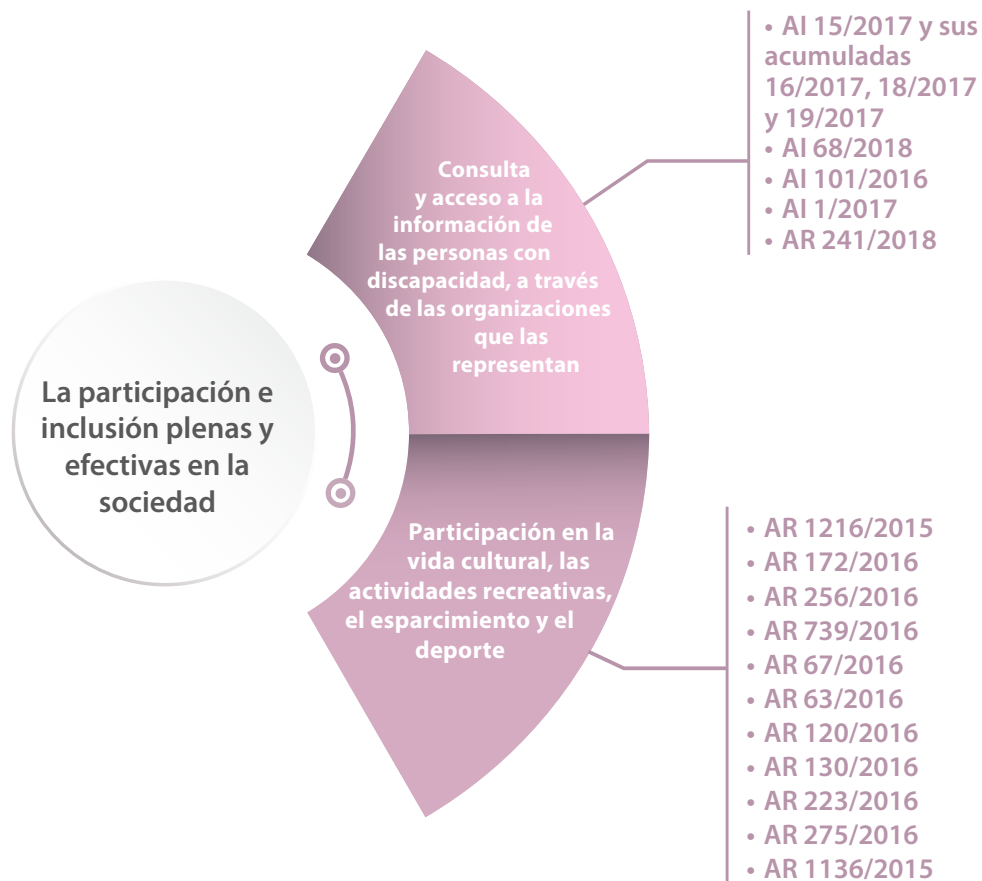 La participación e
inclusión plenas y
efectivas en la
sociedad
Consulta
y acceso a la
información de
las personas con
discapacidad, a través
de las organizaciones
que las
representan
• AI 15/2017 y sus
acumuladas
16/2017, 18/2017
y 19/2017
• AI 68/2018
• AI 101/2016
• AI 1/2017
• AR 241/2018
Participación en la
vida cultural, las
actividades recreativas,
el esparcimiento y el
deporte
• AR 1216/2015
• AR 172/2016
• AR 256/2016
• AR 739/2016
• AR 67/2016
• AR 63/2016
• AR 120/2016
• AR 130/2016
• AR 223/2016
• AR 275/2016
• AR 1136/2015